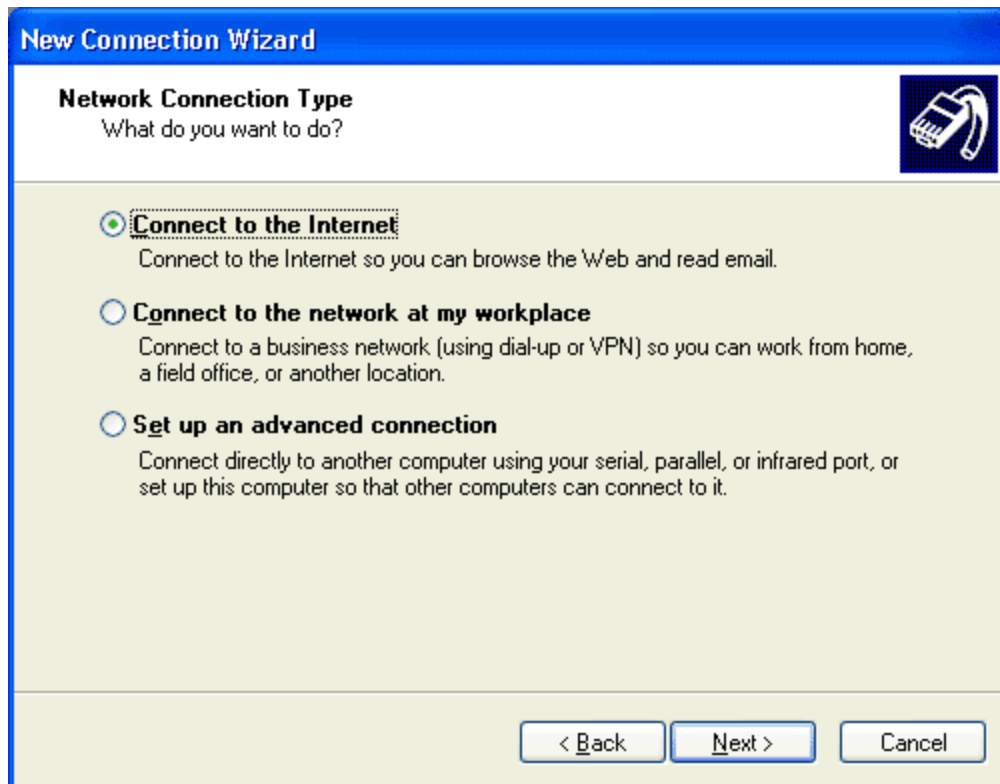 New Connection Wizard
Network Connection Type
What do you want to do?
Connect to the Internet
Connect to the Internet so you can browse the Web and read email.
Connect to the network at my workplace
Connect to a business network (using dial-up or VPN) so you can work from home,
a field office, or another location.
Set up an advanced connection
Connect directly to another computer using your serial, parallel, or infrared port, or
set up this computer so that other computers can connect to it.
< Back Next > Cancel